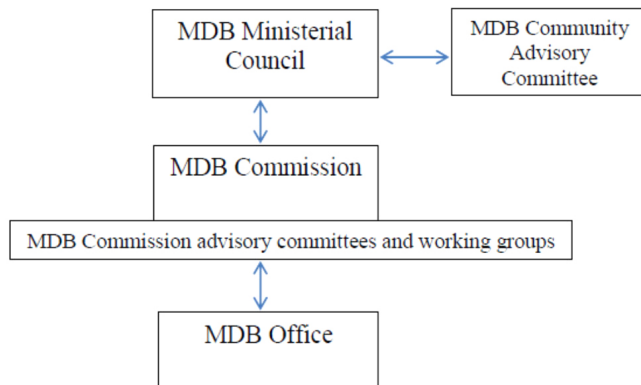 MDB Ministerial
Council
MDB Community
Advisory
Committee
MDB Commission
MDB Commission advisory committees and working groups
MDB Office